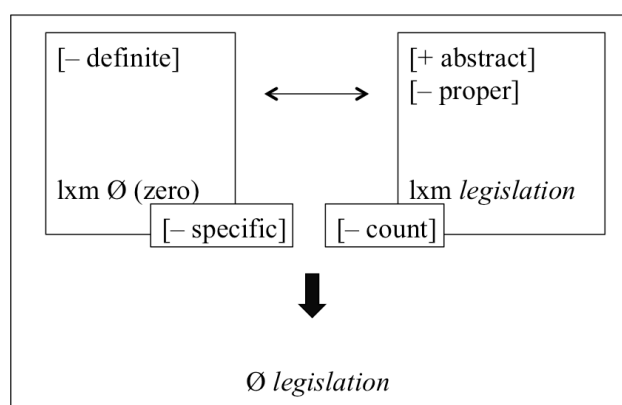 [– definite]
[+ abstract]
[– proper]
lxm Ø (zero)
lxm legislation
[– specific]
[– count]
Ø legislation